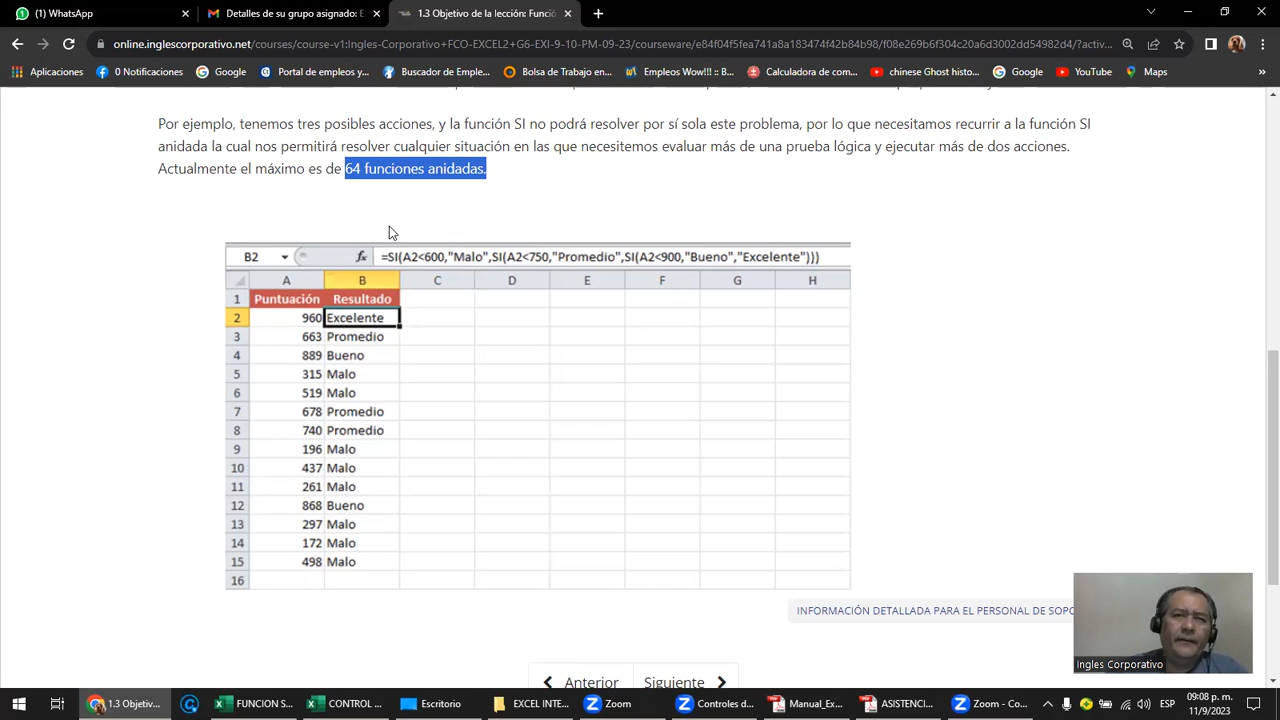 (1) WhatsApp
Detalles de su grupo asignado: E
1.3 Objetivo de la lección: Funció
online.inglescorporativo.net/courses/course-v1:Ingles-Corporativo+FCO-EXCEL2+G6-EXI-9-10-PM-09-23/courseware/e84f04f5fea741a8a183474f42b84b98/f08e269b6f304c20a6d3002dd54982d4/?activ...
Aplicaciones
0 Notificaciones
Google
Portal de empleos y...
Buscador de Empleo...
Bolsa de Trabajo en...
Empleos Wow!!! :: B...
Calculadora de com...
chinese Ghost histo...
Google
YouTube
Maps
Por ejemplo, tenemos tres posibles acciones, y la función SI no podrá resolver por sí sola este problema, por lo que necesitamos recurrir a la función SI
anidada la cual nos permitirá resolver cualquier situación en las que necesitemos evaluar más de una prueba lógica y ejecutar más de dos acciones.
Actualmente el máximo es de 64 funciones anidadas.
B2 fx =SI(A2<600,"Malo",SI(A2<750,"Promedio",SI(A2<900,"Bueno","Excelente")))
A B C D E F G H
1 Puntuación Resultado
2 960 Excelente
3 663 Promedio
4 889 Bueno
5 315 Malo
6 519 Malo
7 678 Promedio
8 740 Promedio
9 196 Malo
10 437 Malo
11 261 Malo
12 868 Bueno
13 297 Malo
14 172 Malo
15 498 Malo
16
INFORMACIÓN DETALLADA PARA EL PERSONAL DE SOPO
Ingles Corporativo
Anterior
Siguiente
1.3 Objetiv...
FUNCION S...
CONTROL ...
Escritorio
EXCEL INTE...
Zoom
Controles d...
Manual_Ex...
ASISTENCI...
Zoom - Co...
ESP
09:08 p. m.
11/9/2023